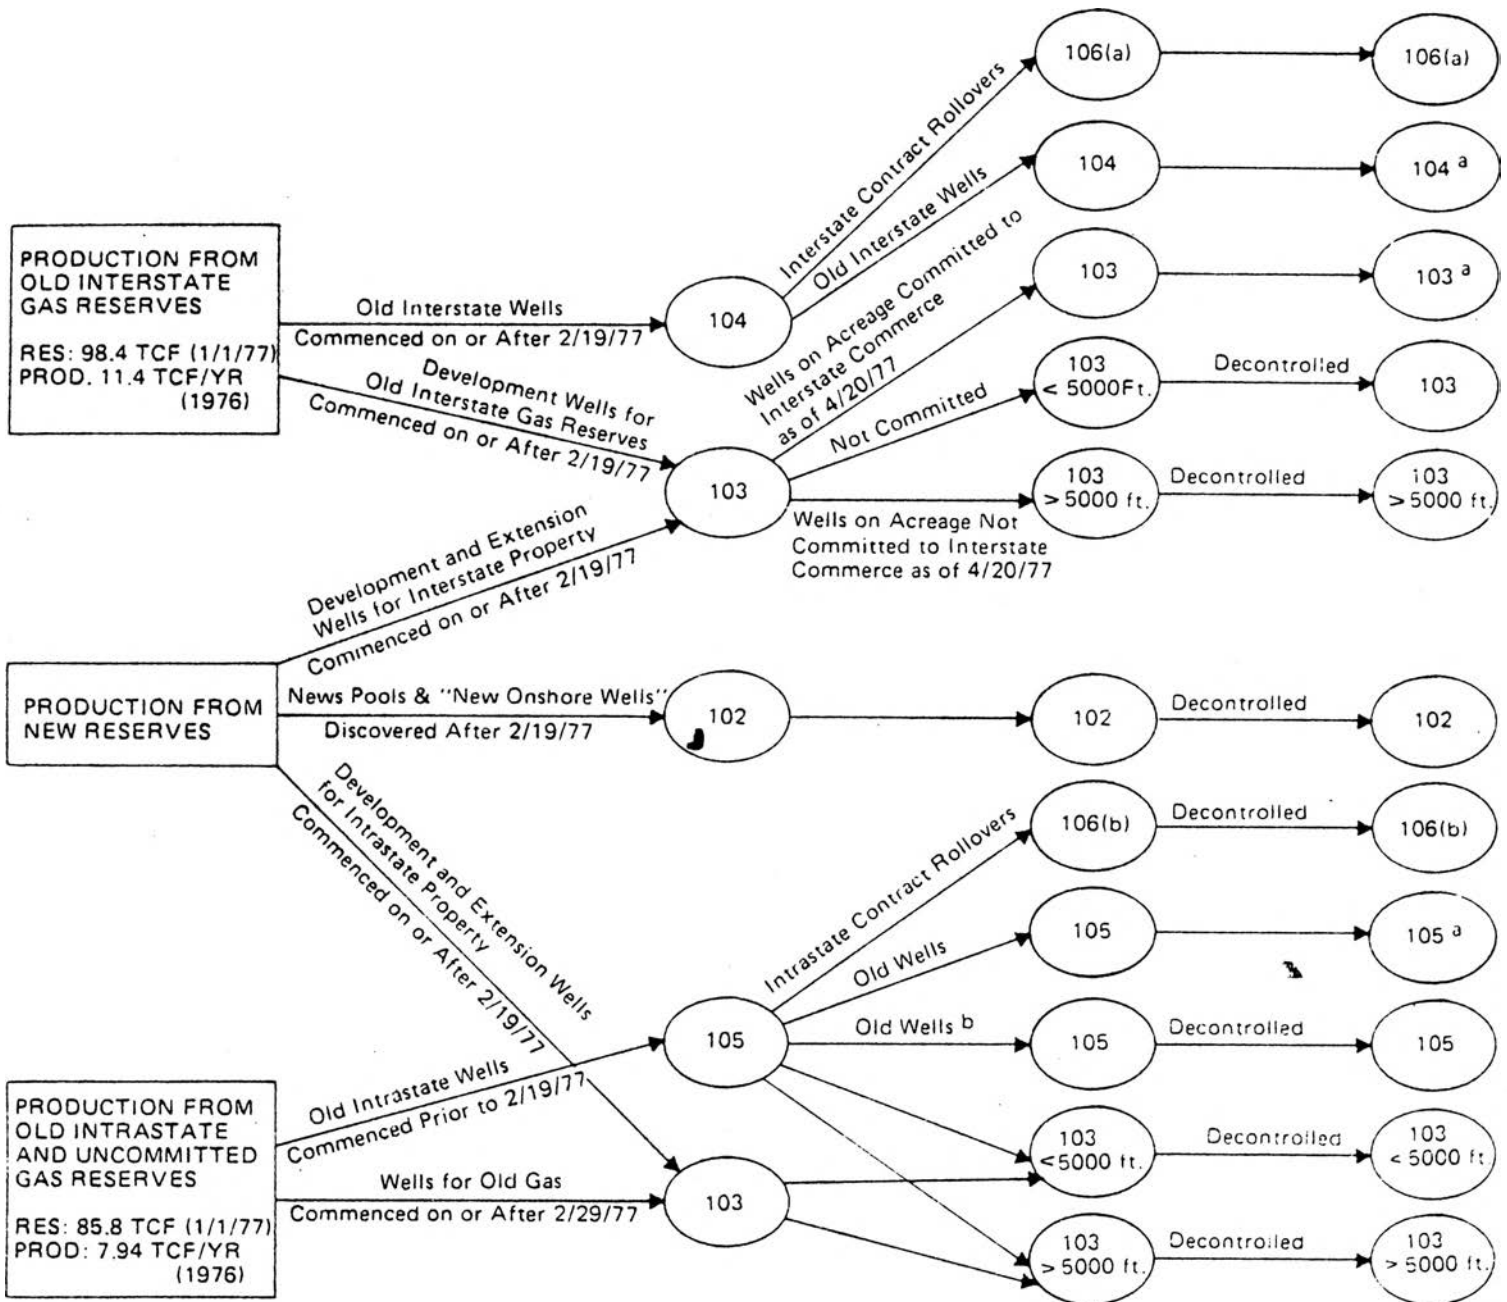 PRODUCTION FROM
OLD INTERSTATE
GAS RESERVES
RES: 98.4 TCF (1/1/77)
PROD. 11.4 TCF/YR
(1976)
Old Interstate Wells
Commenced on or After 2/19/77
Development Wells for
Old Interstate Gas Reserves
Commenced on or After 2/19/77
104
103
Interstate Contract Rollovers
Old Interstate Wells
Wells on Acreage Committed to
Interstate Commerce
as of 4/20/77
Not Committed
Wells on Acreage Not
Committed to Interstate
Commerce as of 4/20/77
106(a)
106(a)
104
104 a
103
103 a
103
< 5000Ft.
Decontrolled
103
103
> 5000 ft.
Decontrolled
103
> 5000 ft.
PRODUCTION FROM
NEW RESERVES
Development and Extension
Wells for Interstate Property
Commenced on or After 2/19/77
News Pools & "New Onshore Wells"
Discovered After 2/19/77
102
102
Decontrolled
102
Development and Extension Wells
for Intrastate Property
Commenced on or After 2/19/77
PRODUCTION FROM
OLD INTRASTATE
AND UNCOMMITTED
GAS RESERVES
RES: 85.8 TCF (1/1/77)
PROD: 7.94 TCF/YR
(1976)
Old Intrastate Wells
Commenced Prior to 2/19/77
Wells for Old Gas
Commenced on or After 2/29/77
105
103
Intrastate Contract Rollovers
Old Wells
Old Wells b
106(b)
Decontrolled
106(b)
105
105 a
105
Decontrolled
105
103
<5000 ft.
Decontrolled
103
< 5000 ft
103
> 5000 ft.
Decontrolled
103
> 5000 ft.